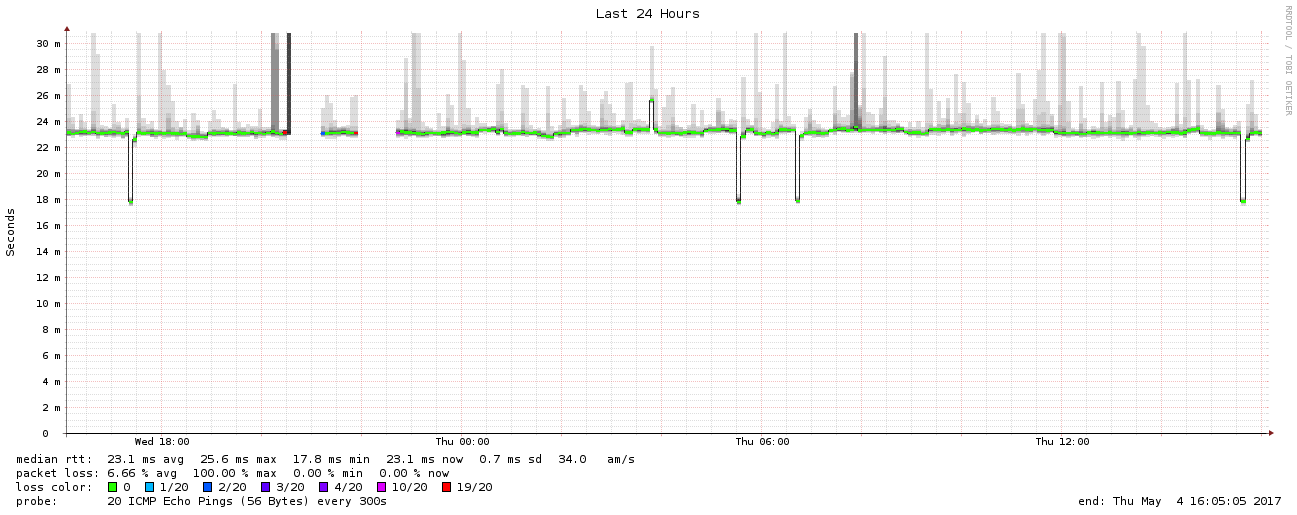 Last 24 Hours
RRDTOOL / TOBI OETIKER
Seconds
30 m
28 m
26 m
24 m
22 m
20 m
18 m
16 m
14 m
12 m
10 m
8 m
6 m
4 m
2 m
0
Wed 18:00 Thu 00:00 Thu 06:00 Thu 12:00
median rtt: 23.1 ms avg 25.6 ms max 17.8 ms min 23.1 ms now 0.7 ms sd 34.0 am/s
packet loss: 6.66 % avg 100.00 % max 0.00 % min 0.00 % now
loss color: 0 1/20 2/20 3/20 4/20 10/20 19/20
probe: 20 ICMP Echo Pings (56 Bytes) every 300s end: Thu May 4 16:05:05 2017